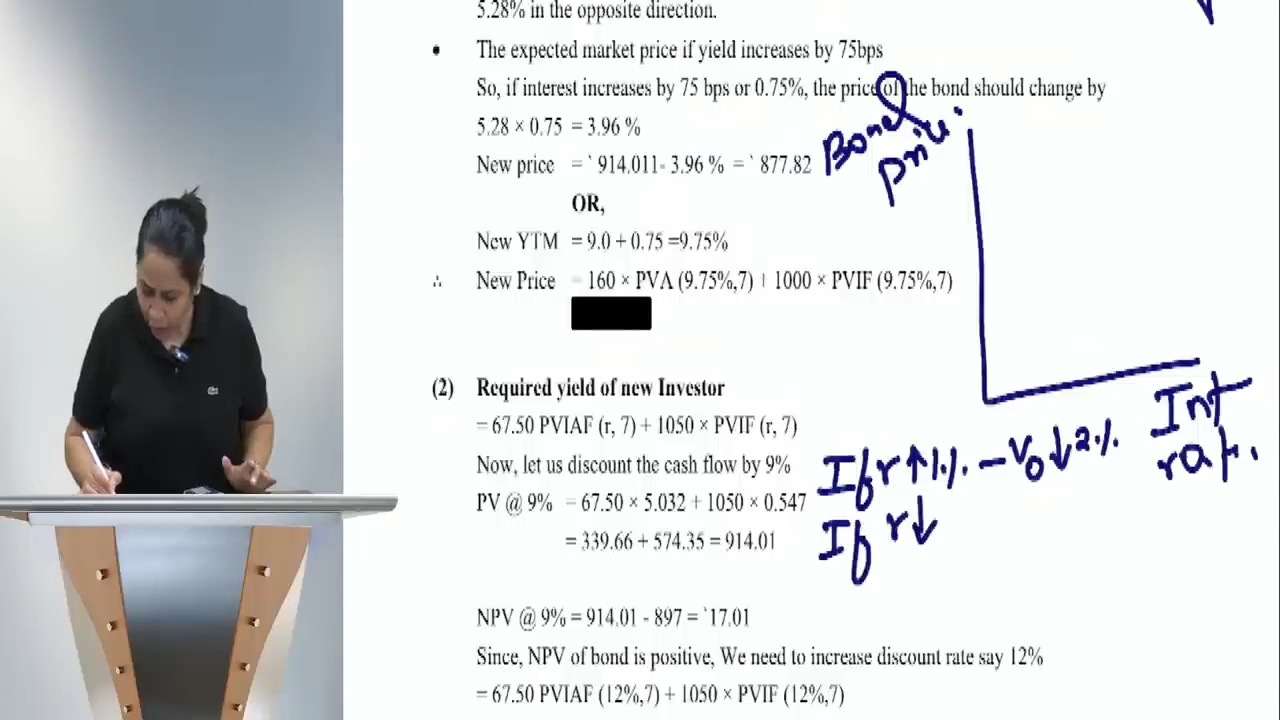 5.28% in the opposite direction.
• The expected market price if yield increases by 75bps
So, if interest increases by 75 bps or 0.75%, the price of the bond should change by
5.28 × 0.75 = 3.96 %
New price = ` 914.011- 3.96 % = ` 877.82
OR,
New YTM = 9.0 + 0.75 =9.75%
∴ New Price = 160 × PVA (9.75%,7) + 1000 × PVIF (9.75%,7)
(2) Required yield of new Investor
= 67.50 PVIAF (r, 7) + 1050 × PVIF (r, 7)
Now, let us discount the cash flow by 9%
PV @ 9% = 67.50 × 5.032 + 1050 × 0.547
= 339.66 + 574.35 = 914.01
NPV @ 9% = 914.01 - 897 = `17.01
Since, NPV of bond is positive, We need to increase discount rate say 12%
= 67.50 PVIAF (12%,7) + 1050 × PVIF (12%,7)
Bond
price.
Int
rat.
If r ↑ 1% - V0 ↓ 2%
If r ↓